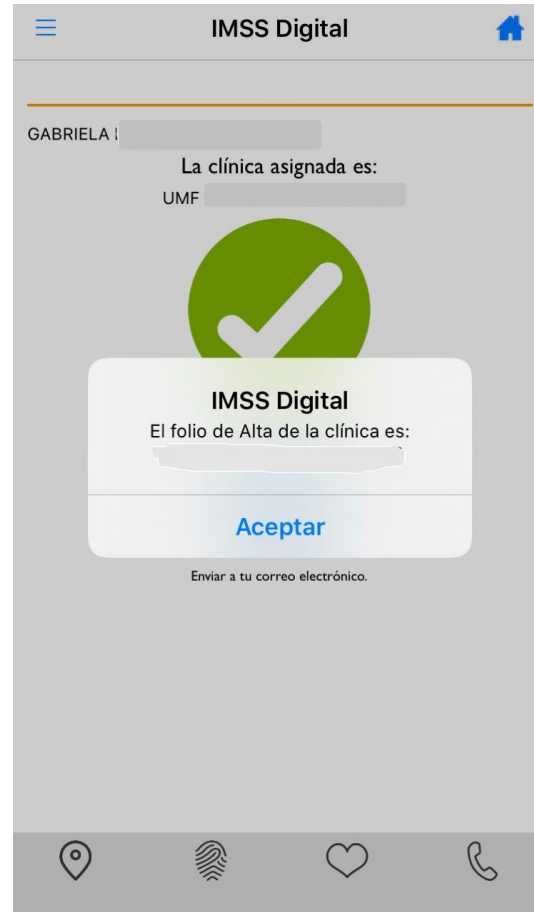 IMSS Digital
GABRIELA
La clínica asignada es:
UMF
IMSS Digital
El folio de Alta de la clínica es:
Aceptar
Enviar a tu correo electrónico.